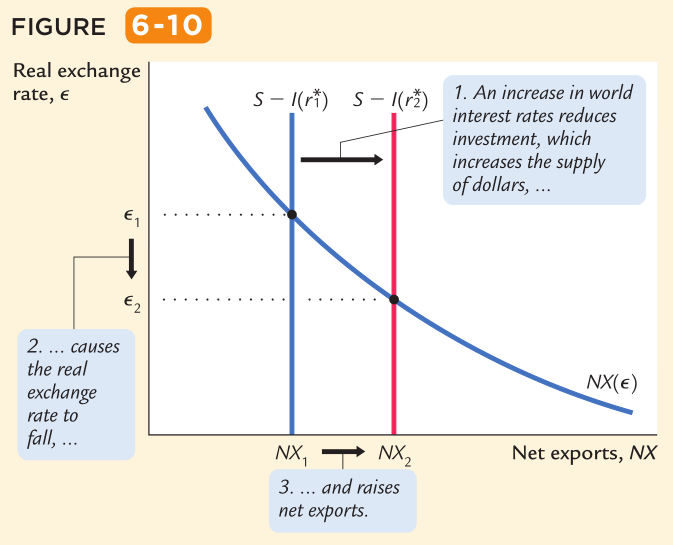 FIGURE 6-10
Real exchange
rate, ϵ
S − I(r*1)
S − I(r*2)
1. An increase in world
interest rates reduces
investment, which
increases the supply
of dollars, ...
ϵ1
ϵ2
2. ... causes
the real
exchange
rate to
fall, ...
NX(ϵ)
NX1
NX2
Net exports, NX
3. ... and raises
net exports.